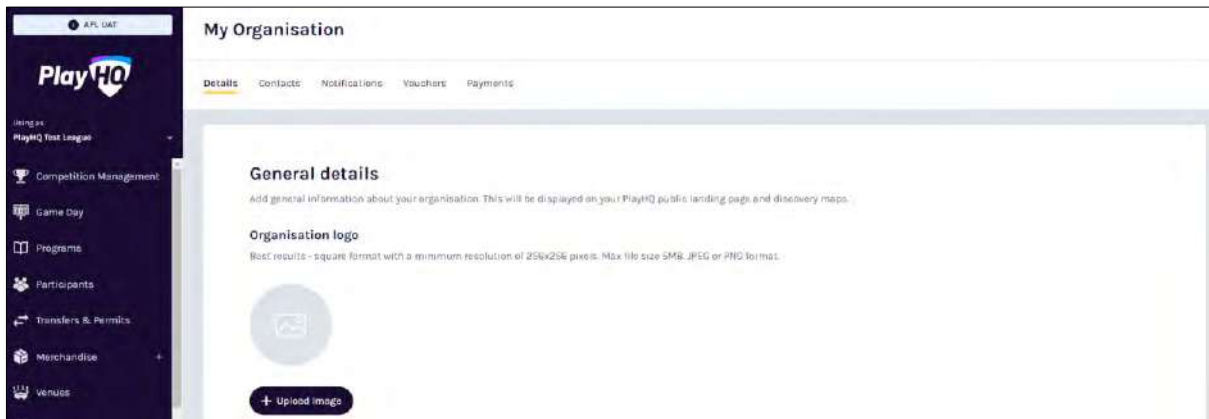 AFL UAT
PlayHQ
Using as
PlayHQ Test League
Competition Management
Game Day
Programs
Participants
Transfers & Permits
Merchandise +
Venues
My Organisation
Details Contacts Notifications Vouchers Payments
General details
Add general information about your organisation. This will be displayed on your PlayHQ public landing page and discovery maps.
Organisation logo
Best results - square format with a minimum resolution of 256x256 pixels. Max file size 5MB. JPEG or PNG format.
+ Upload image